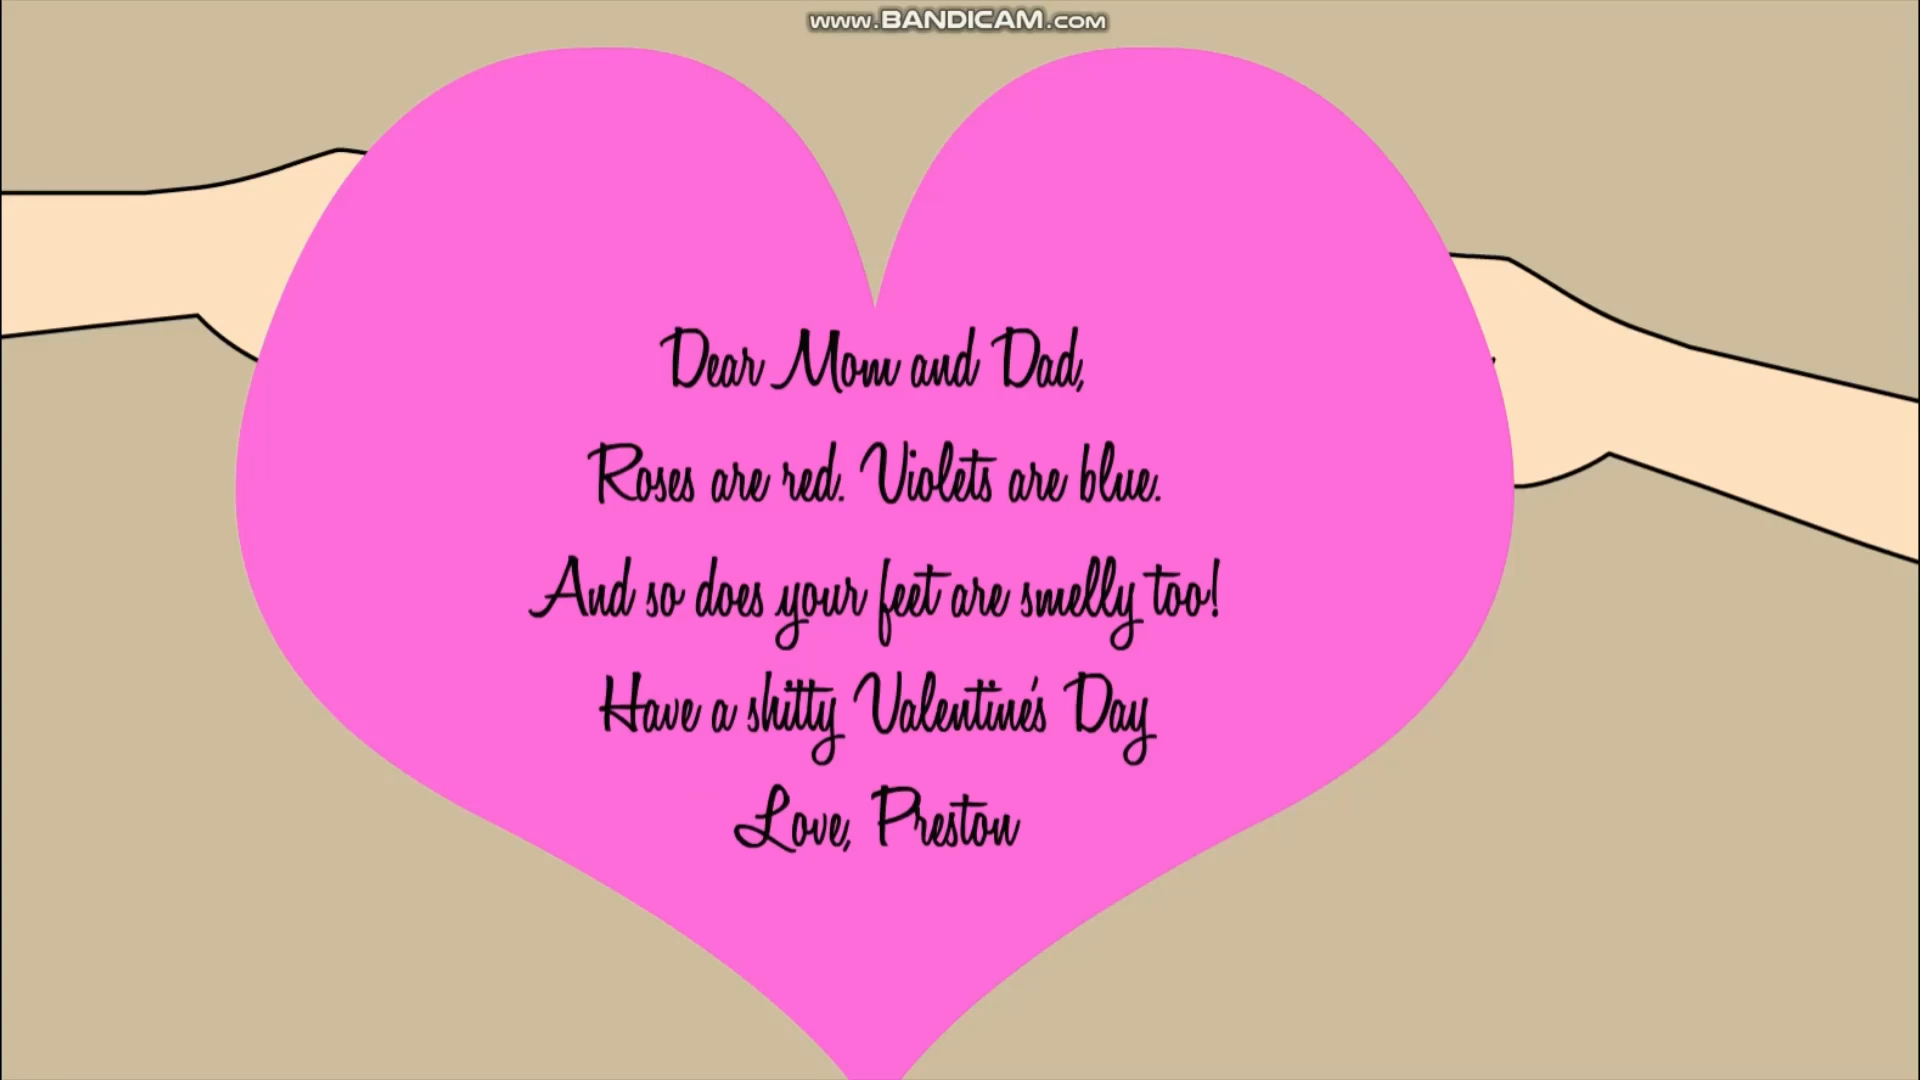 www.BANDICAM.com
Dear Mom and Dad,
Roses are red. Violets are blue.
And so does your feet are smelly too!
Have a shitty Valentine's Day
Love, Preston